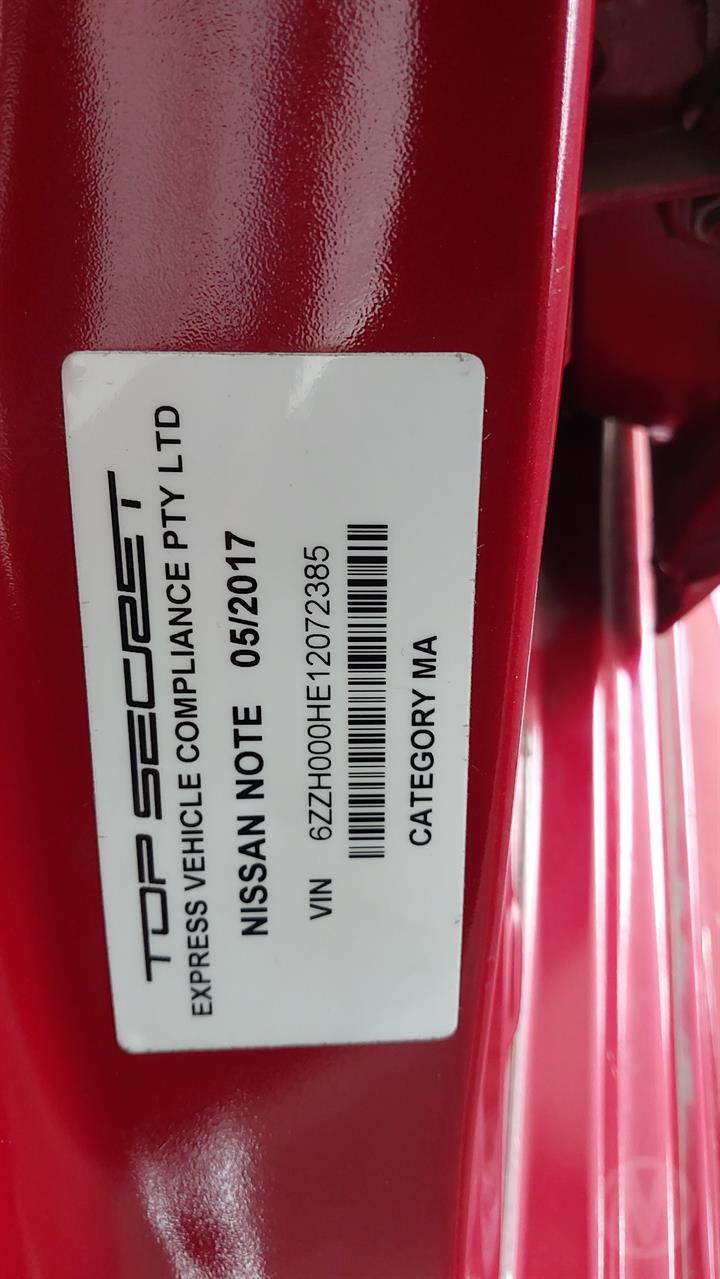 TOP SECRET
EXPRESS VEHICLE COMPLIANCE PTY LTD
NISSAN NOTE 05/2017
VIN 6ZZH000HE12072385
CATEGORY MA